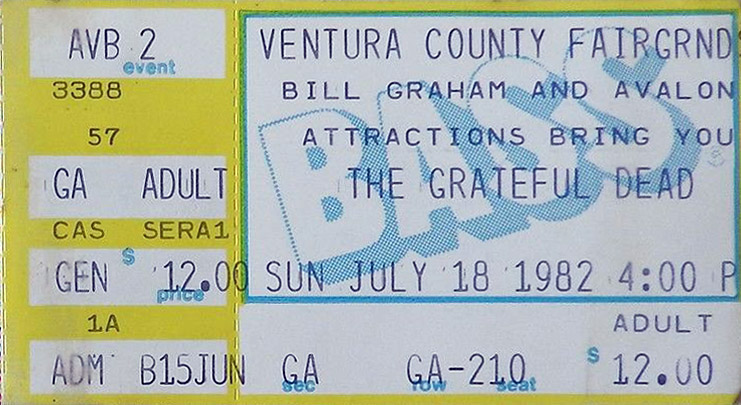 AVB 2
event
3388
57
GA ADULT
CAS SERA1
$
GEN 12.00
price
1A
ADM B15JUN
VENTURA COUNTY FAIRGRND
BILL GRAHAM AND AVALON
ATTRACTIONS BRING YOU
BASS
THE GRATEFUL DEAD
SUN JULY 18 1982 4:00 P
ADULT
GA GA-210 $ 12.00
sec row seat